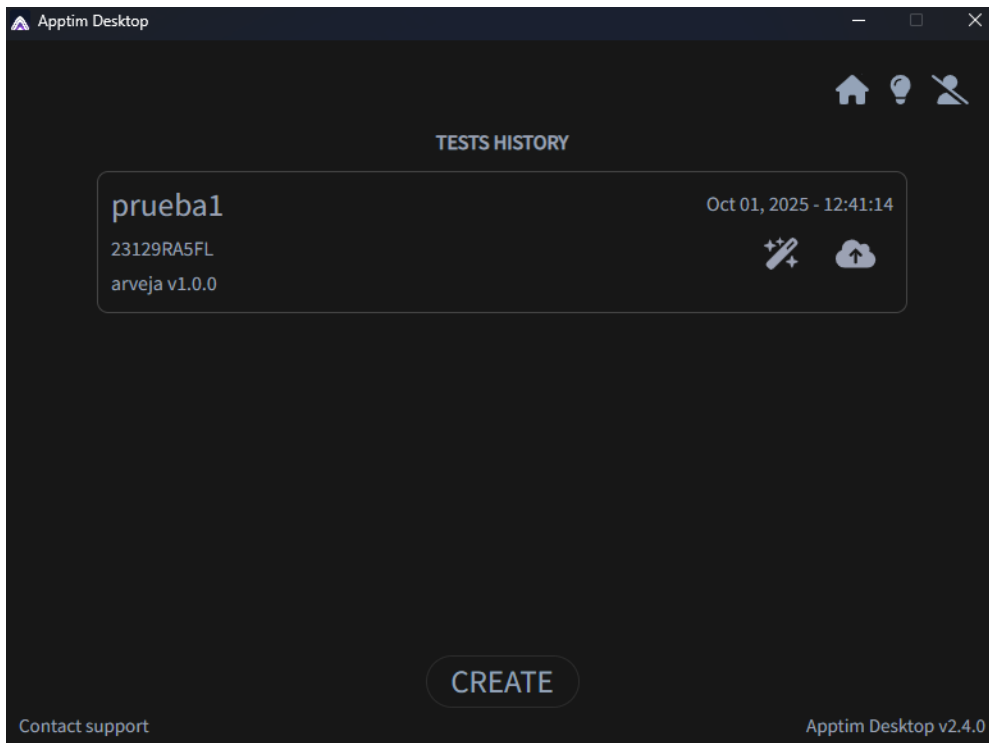 Apptim Desktop
TESTS HISTORY
prueba1
Oct 01, 2025 - 12:41:14
23129RA5FL
arveja v1.0.0
CREATE
Contact support
Apptim Desktop v2.4.0